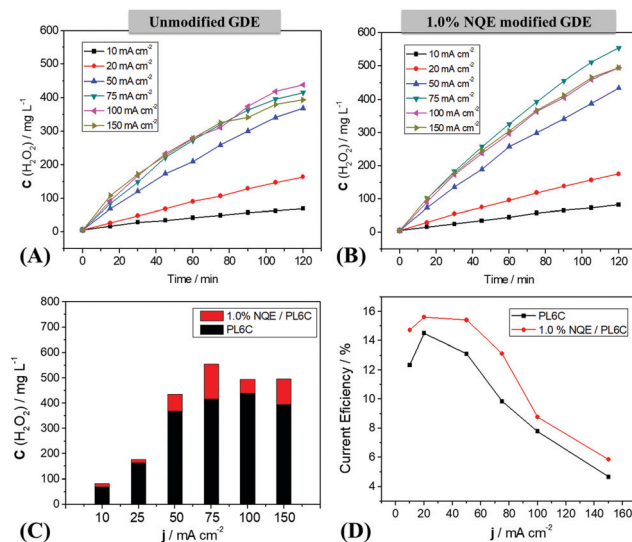 Unmodified GDE
1.0% NQE modified GDE
700
600
500
400
300
200
100
0
C (H2O2) / mg L-1
10 mA cm-2
20 mA cm-2
50 mA cm-2
75 mA cm-2
100 mA cm-2
150 mA cm-2
0 20 40 60 80 100 120
(A)
Time / min
600
500
400
300
200
100
0
C (H2O2) / mg L-1
10 mA cm-2
20 mA cm-2
50 mA cm-2
75 mA cm-2
100 mA cm-2
150 mA cm-2
0 20 40 60 80 100 120
(B)
Time / min
800
700
600
500
400
300
200
100
0
C (H2O2) / mg L-1
1.0% NQE / PL6C
PL6C
10 25 50 75 100 150
(C)
j / mA cm-2
16
14
12
10
8
6
4
Current Eficiency / %
PL6C
1.0 % NQE / PL6C
0 20 40 60 80 100 120 140 160
(D)
j / mA cm-2